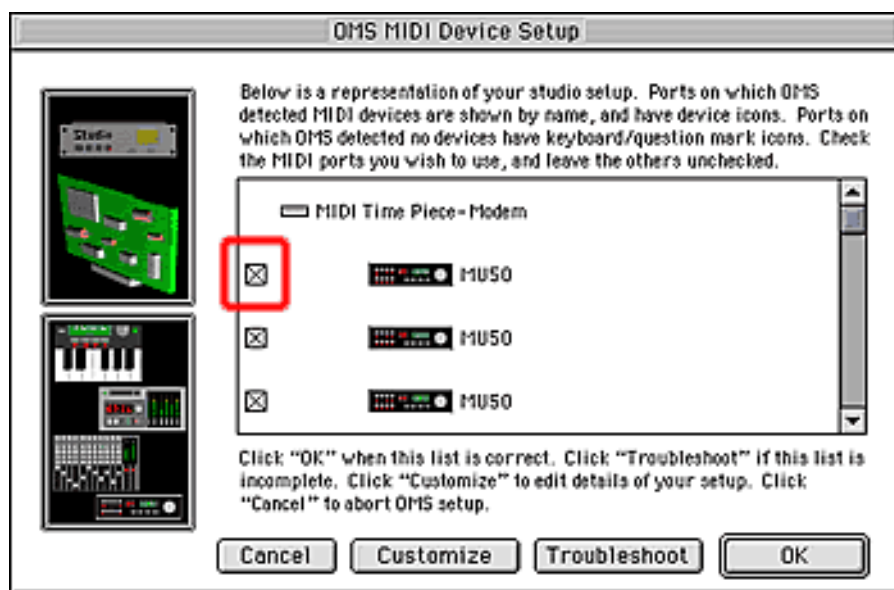 OMS MIDI Device Setup
Below is a representation of your studio setup. Ports on which OMS
detected MIDI devices are shown by name, and have device icons. Ports on
which OMS detected no devices have keyboard/question mark icons. Check
the MIDI ports you wish to use, and leave the others unchecked.
Studio
MIDI Time Piece-Modem
MU50
MU50
MU50
Click “OK” when this list is correct. Click “Troubleshoot” if this list is
incomplete. Click “Customize” to edit details of your setup. Click
“Cancel” to abort OMS setup.
Cancel Customize Troubleshoot OK